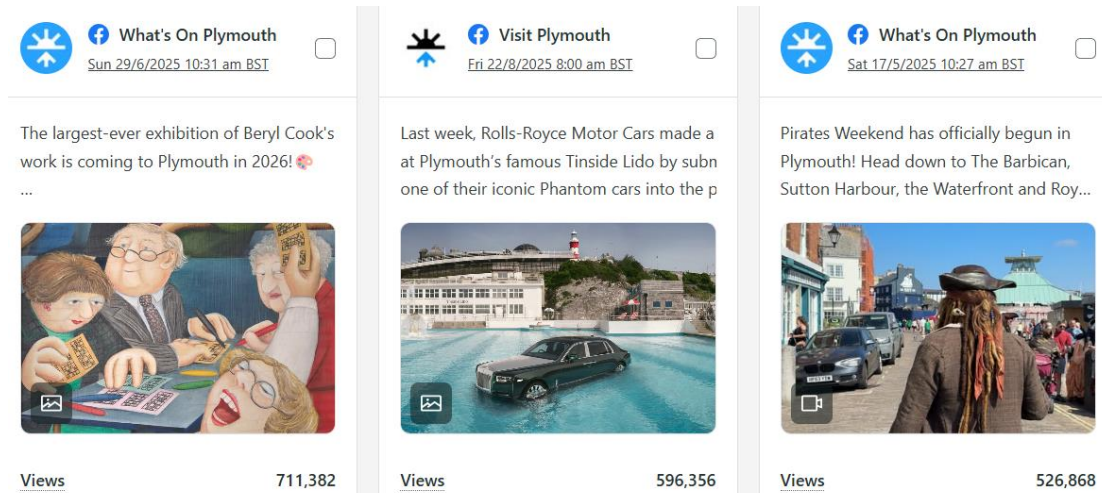 What's On Plymouth
Sun 29/6/2025 10:31 am BST
The largest-ever exhibition of Beryl Cook's
work is coming to Plymouth in 2026!🎨
...
Views 711,382
Visit Plymouth
Fri 22/8/2025 8:00 am BST
Last week, Rolls-Royce Motor Cars made a
at Plymouth's famous Tinside Lido by subm
one of their iconic Phantom cars into the p
Views 596,356
What's On Plymouth
Sat 17/5/2025 10:27 am BST
Pirates Weekend has officially begun in
Plymouth! Head down to The Barbican,
Sutton Harbour, the Waterfront and Roy...
Views 526,868